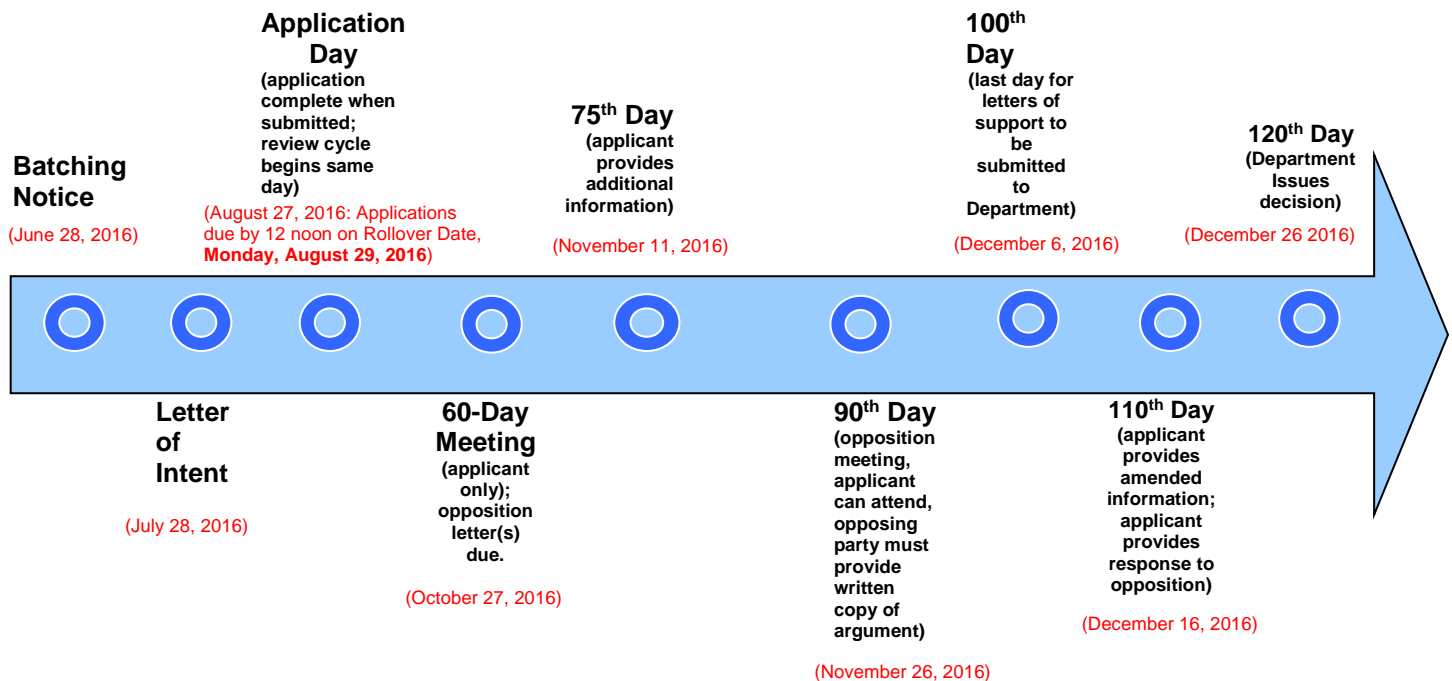 Batching
Notice
(June 28, 2016)
Letter
of
Intent
(July 28, 2016)
Application
Day
(application
complete when
submitted;
review cycle
begins same
day)
(August 27, 2016: Applications
due by 12 noon on Rollover Date,
Monday, August 29, 2016)
60-Day
Meeting
(applicant
only);
opposition
letter(s)
due.
(October 27, 2016)
75th Day
(applicant
provides
additional
information)
(November 11, 2016)
90th Day
(opposition
meeting,
applicant
can attend,
opposing
party must
provide
written
copy of
argument)
(November 26, 2016)
100th
Day
(last day for
letters of
support to
be
submitted
to
Department)
(December 6, 2016)
110th Day
(applicant
provides
amended
information;
applicant
provides
response to
opposition)
(December 16, 2016)
120th Day
(Department
Issues
decision)
(December 26 2016)